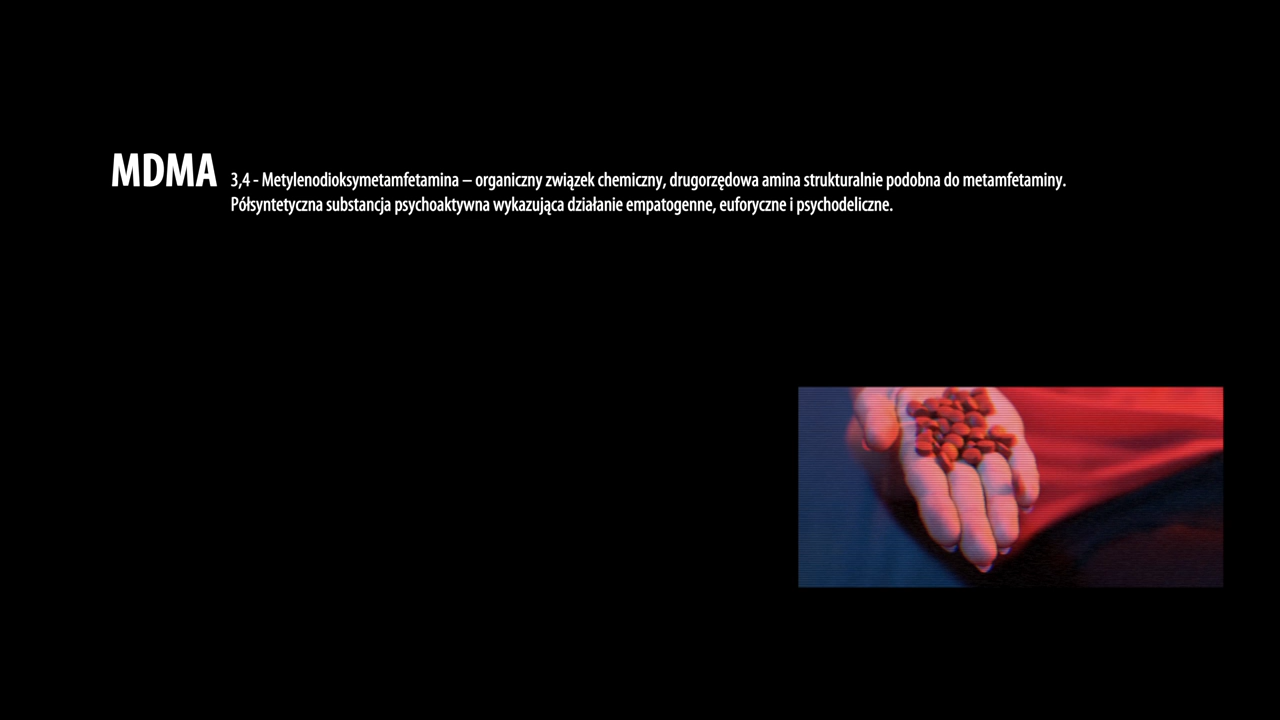 MDMA 3,4 - Metylenodioksymetamfetamina – organiczny związek chemiczny, drugorzędowa amina strukturalnie podobna do metamfetaminy.
Półsyntetyczna substancja psychoaktywna wykazująca działanie empatogenne, euforyczne i psychodeliczne.